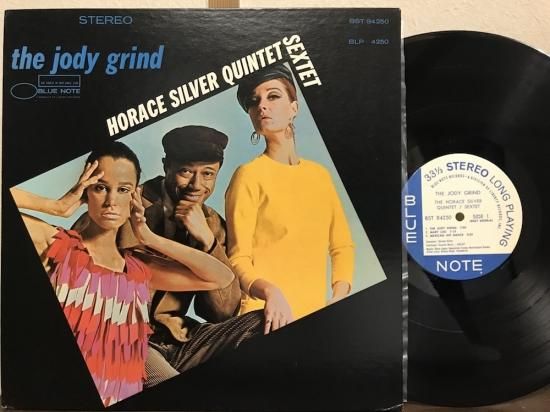 STEREO
BST 84250
BLP 4250
the jody grind
BLUE NOTE
HORACE SILVER QUINTET SEXTET
33⅓ STEREO LONG PLAYING
THE JODY GRIND
THE HORACE SILVER
QUINTET / SEXTET
BST 84250
SIDE 1
1. THE JODY GRIND
2. MARY LOU
3. MEXICAN HIP DANCE
BLUE
NOTE